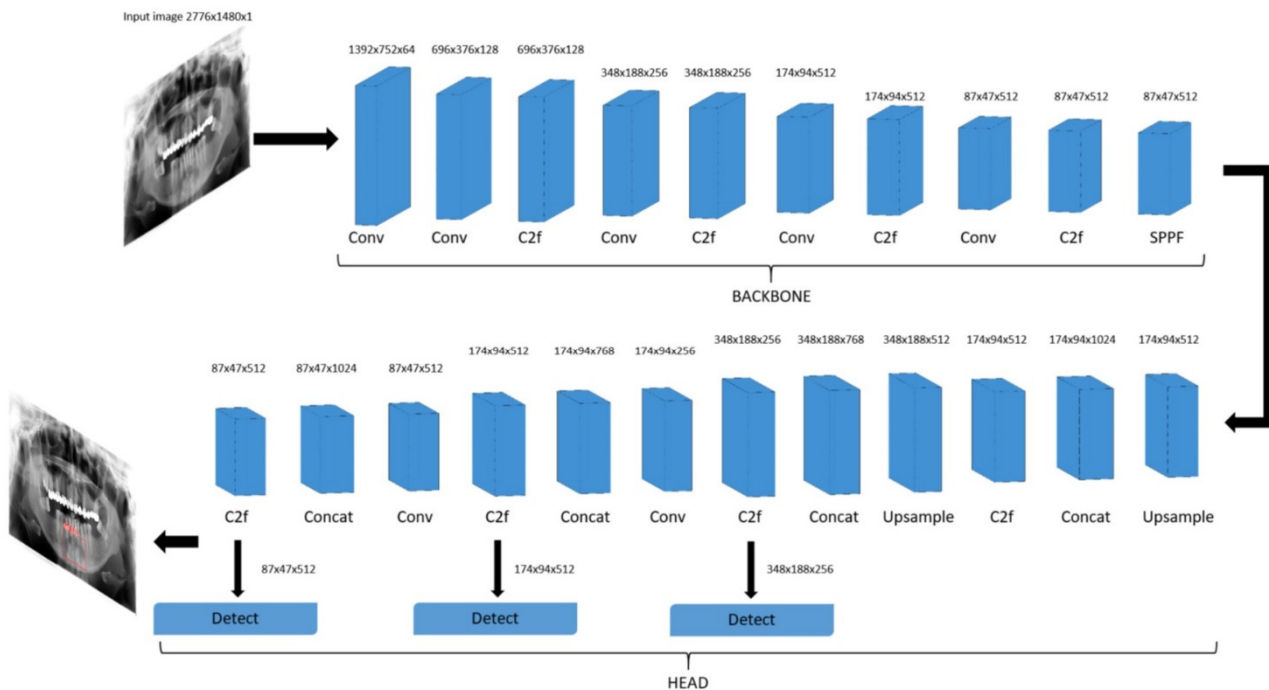 Input image 2776x1480x1
1392x752x64 696x376x128 696x376x128 348x188x256 348x188x256 174x94x512 174x94x512 87x47x512 87x47x512 87x47x512
Conv Conv C2f Conv C2f Conv C2f Conv C2f SPPF
BACKBONE
87x47x512 87x47x1024 87x47x512 174x94x512 174x94x768 174x94x256 348x188x256 348x188x768 348x188x512 174x94x512 174x94x1024 174x94x512
C2f Concat Conv C2f Concat Conv C2f Concat Upsample C2f Concat Upsample
87x47x512 174x94x512 348x188x256
Detect Detect Detect
HEAD